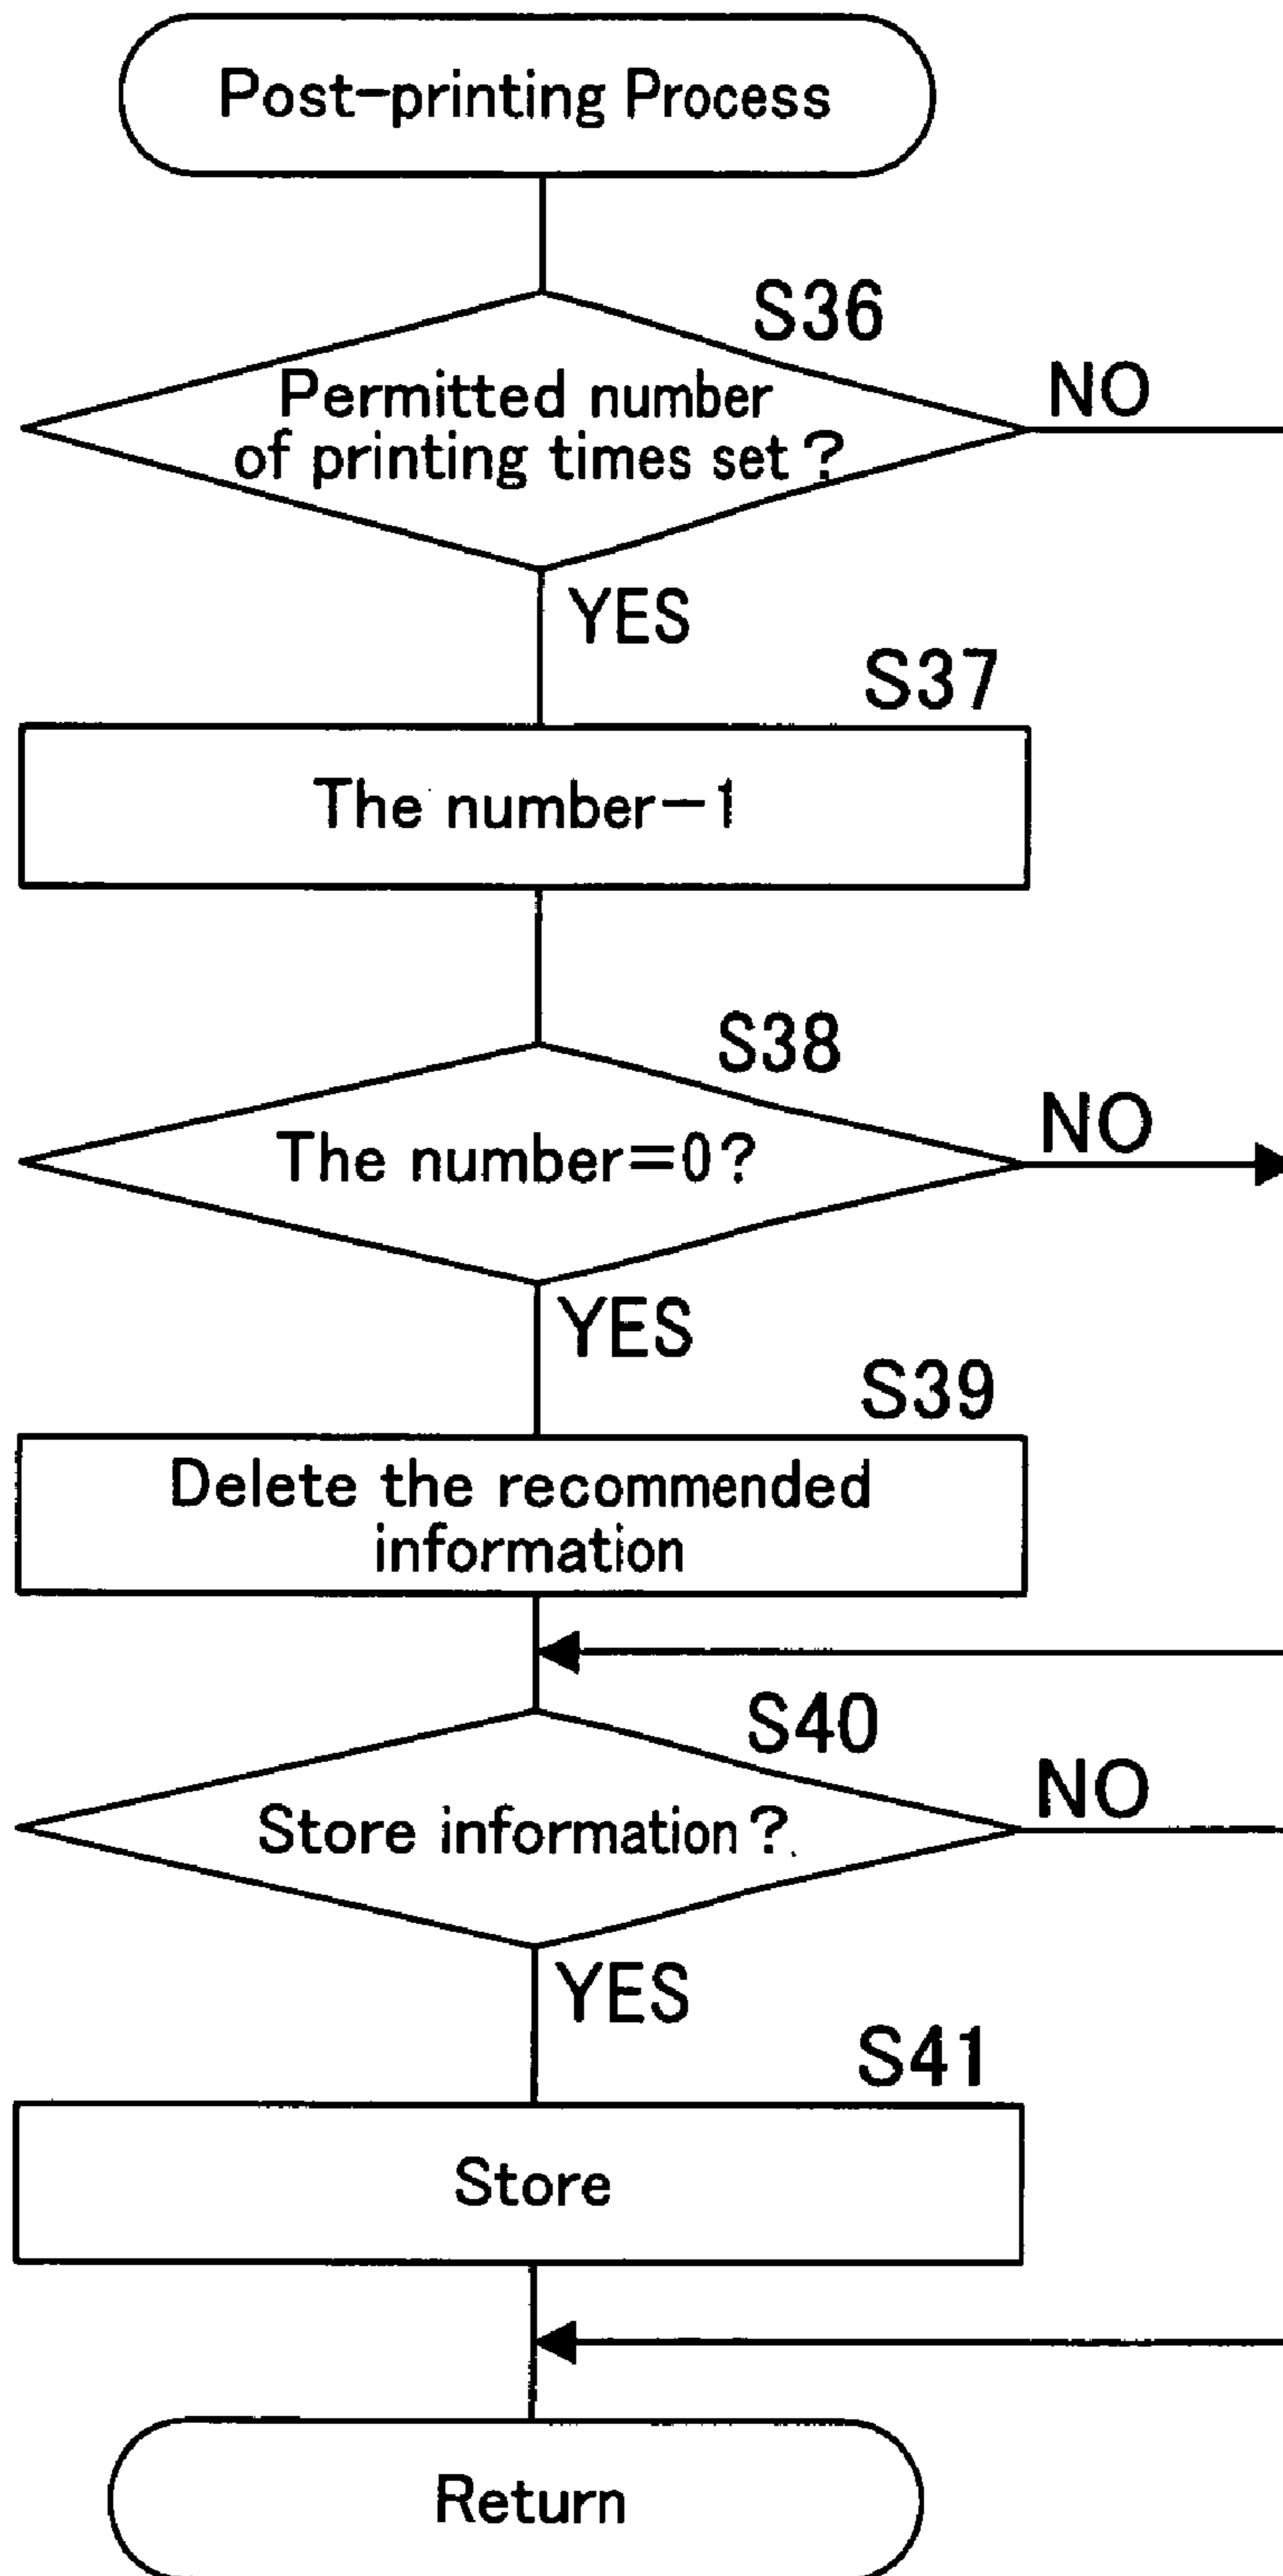 Post-printing Process
S36
Permitted number
of printing times set?
NO
YES
S37
The number-1
S38
The number=0?
NO
YES
S39
Delete the recommended
information
S40
Store information?
NO
YES
S41
Store
Return